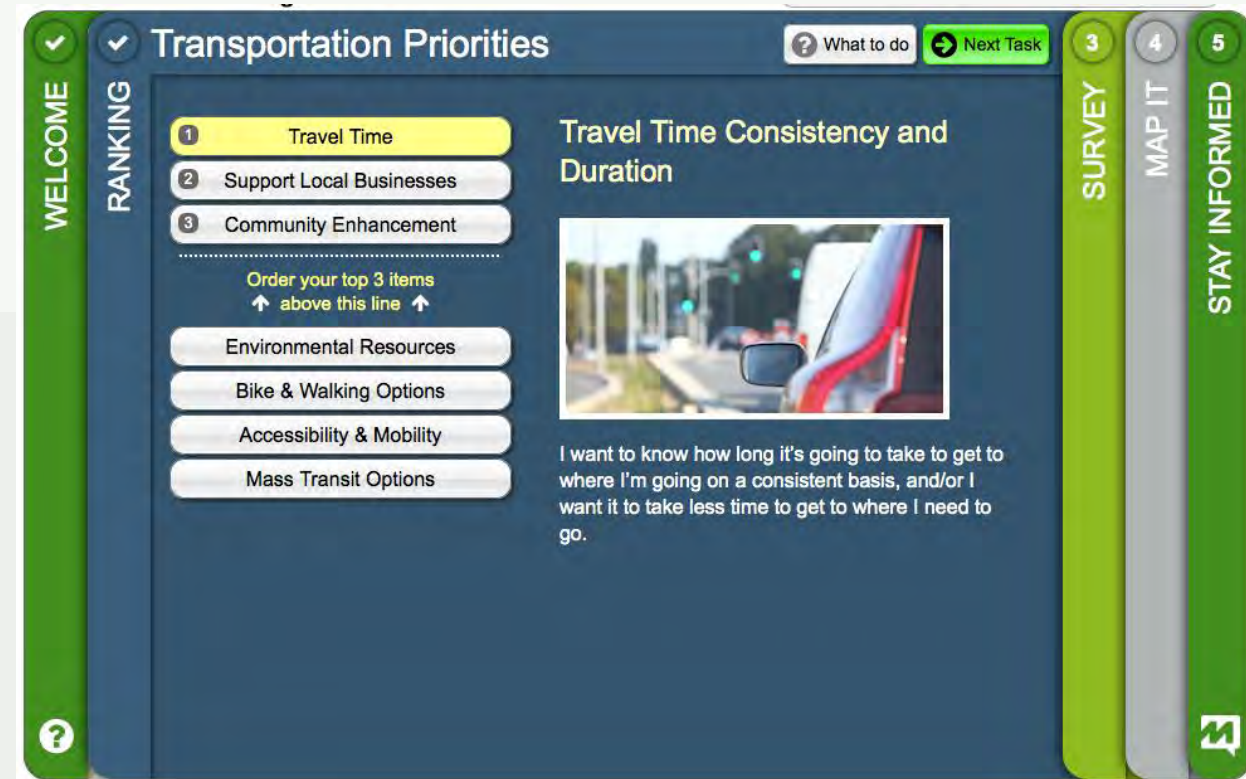 WELCOME
RANKING
Transportation Priorities
? What to do
Next Task
1 Travel Time
2 Support Local Businesses
3 Community Enhancement
Order your top 3 items
↑ above this line ↑
Environmental Resources
Bike & Walking Options
Accessibility & Mobility
Mass Transit Options
Travel Time Consistency and
Duration
I want to know how long it's going to take to get to
where I'm going on a consistent basis, and/or I
want it to take less time to get to where I need to
go.
3
SURVEY
4
MAP IT
5
STAY INFORMED
?